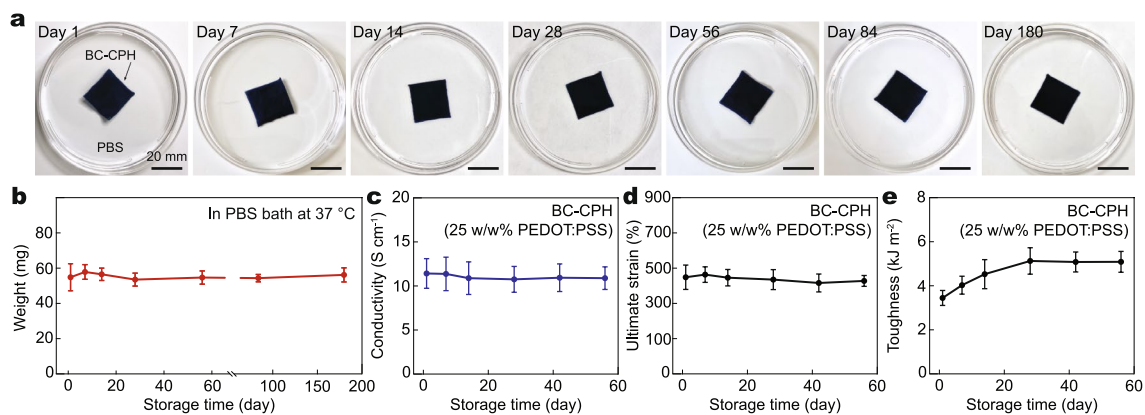 a
Day 1
Day 7
Day 14
Day 28
Day 56
Day 84
Day 180
BC-CPH
PBS
20 mm
b
In PBS bath at 37 °C
Weight (mg)
80
60
40
20
0
0
20
40
60
100
150
200
Storage time (day)
c
BC-CPH
(25 w/w% PEDOT:PSS)
Conductivity (S cm⁻¹)
20
15
10
5
0
0
20
40
60
Storage time (day)
d
BC-CPH
(25 w/w% PEDOT:PSS)
Ultimate strain (%)
900
750
600
450
300
150
0
0
20
40
60
Storage time (day)
e
BC-CPH
(25 w/w% PEDOT:PSS)
Toughness (kJ m⁻²)
8
6
4
2
0
0
20
40
60
Storage time (day)